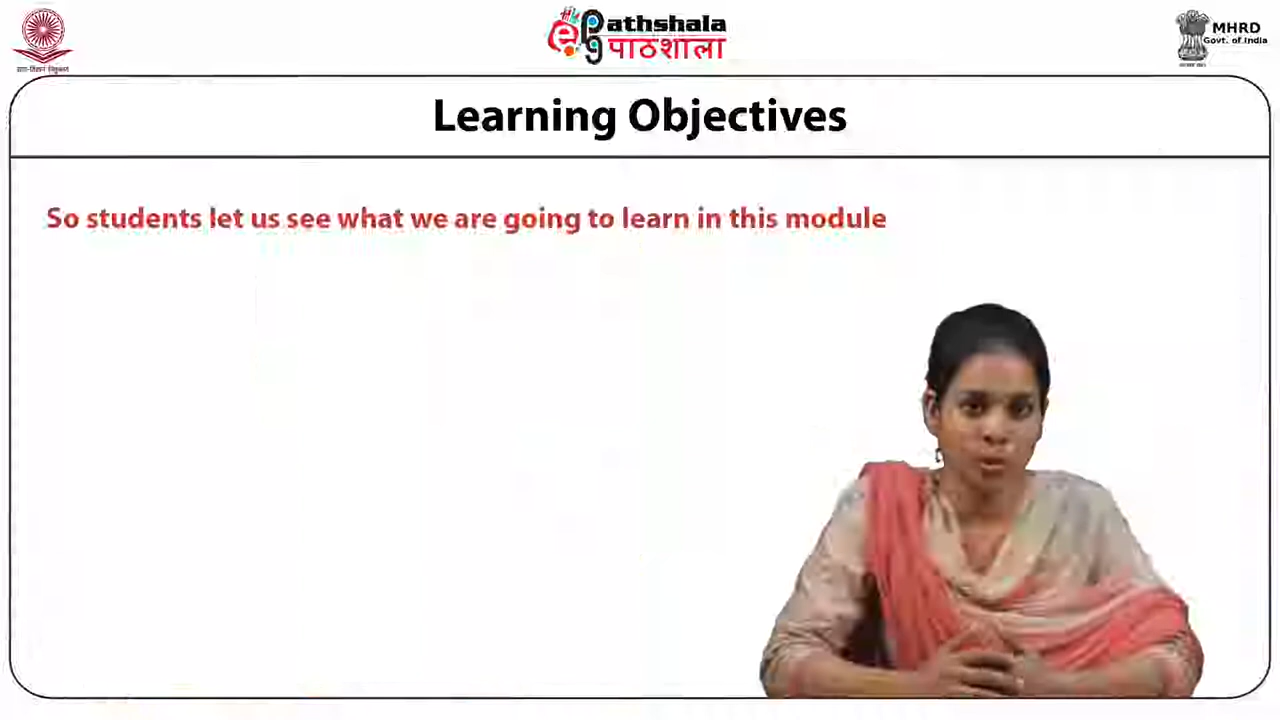 ePathshala
पाठशाला
MHRD
Govt. of India
Learning Objectives
So students let us see what we are going to learn in this module